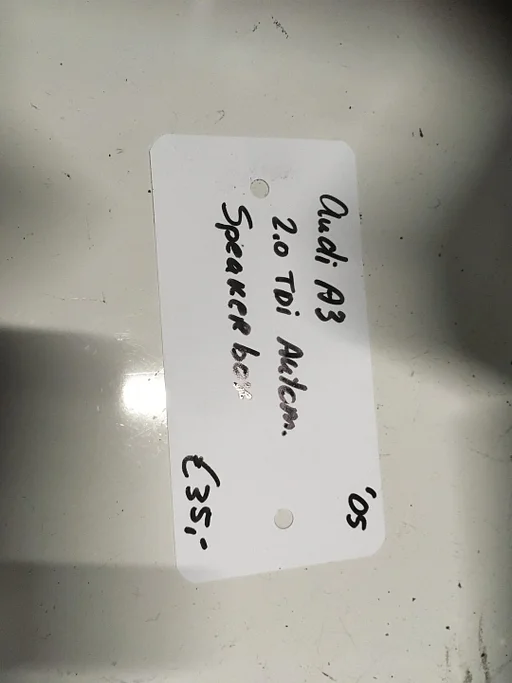 Audi A3 '05
2.0 TDi Autom.
Speaker box
€35,-